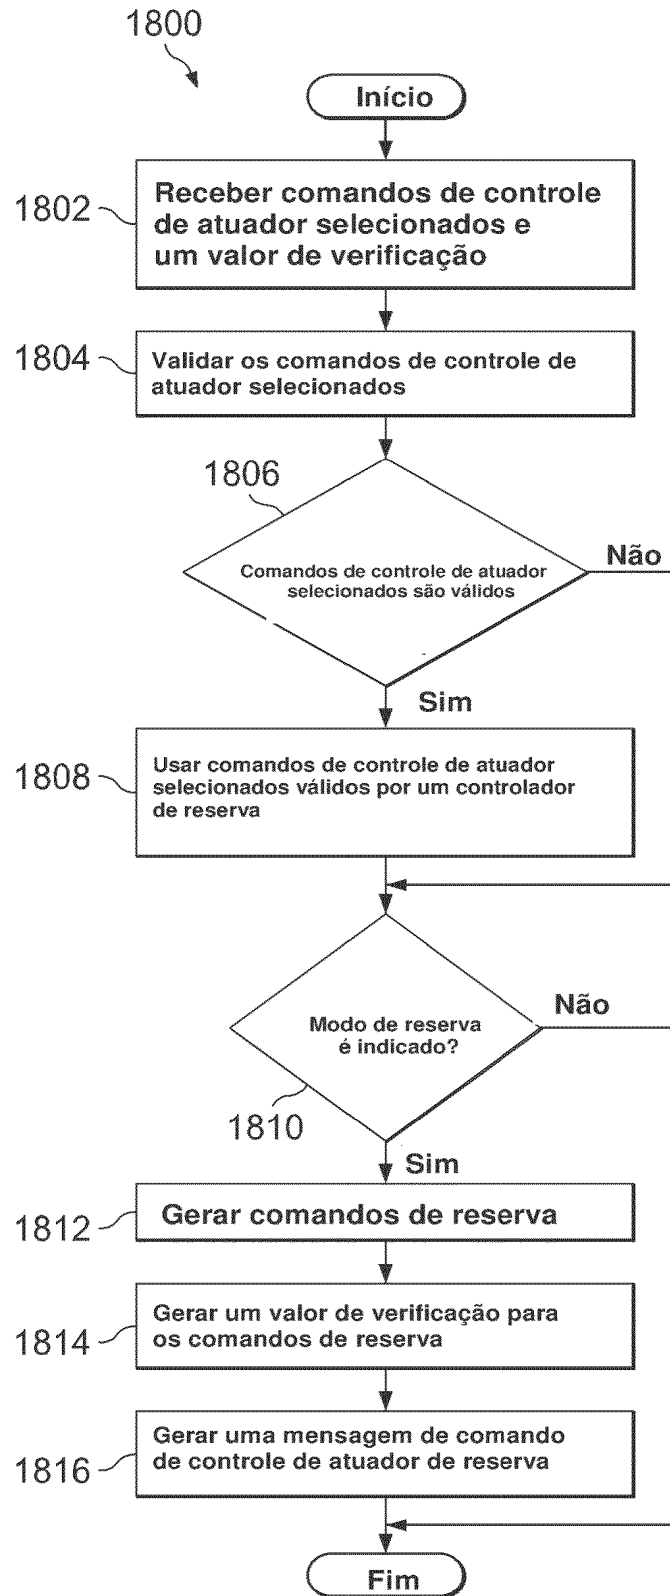 1800
Início
1802
Receber comandos de controle
de atuador selecionados e
um valor de verificação
1804
Validar os comandos de controle de
atuador selecionados
1806
Comandos de controle de atuador
selecionados são válidos
Não
Sim
1808
Usar comandos de controle de atuador
selecionados válidos por um controlador
de reserva
Modo de reserva
é indicado?
Não
1810
Sim
1812
Gerar comandos de reserva
1814
Gerar um valor de verificação para
os comandos de reserva
1816
Gerar uma mensagem de comando
de controle de atuador de reserva
Fim